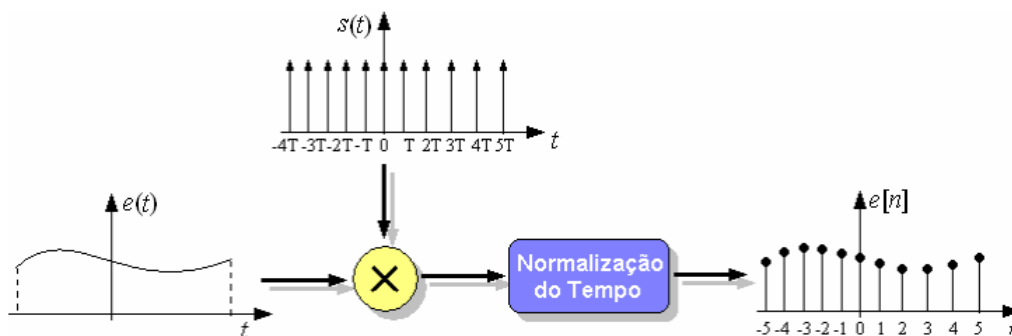 s(t)
-4T -3T -2T -T 0 T 2T 3T 4T 5T
t
e(t)
t
×
Normalização
do Tempo
e[n]
-5 -4 -3 -2 -1 0 1 2 3 4 5